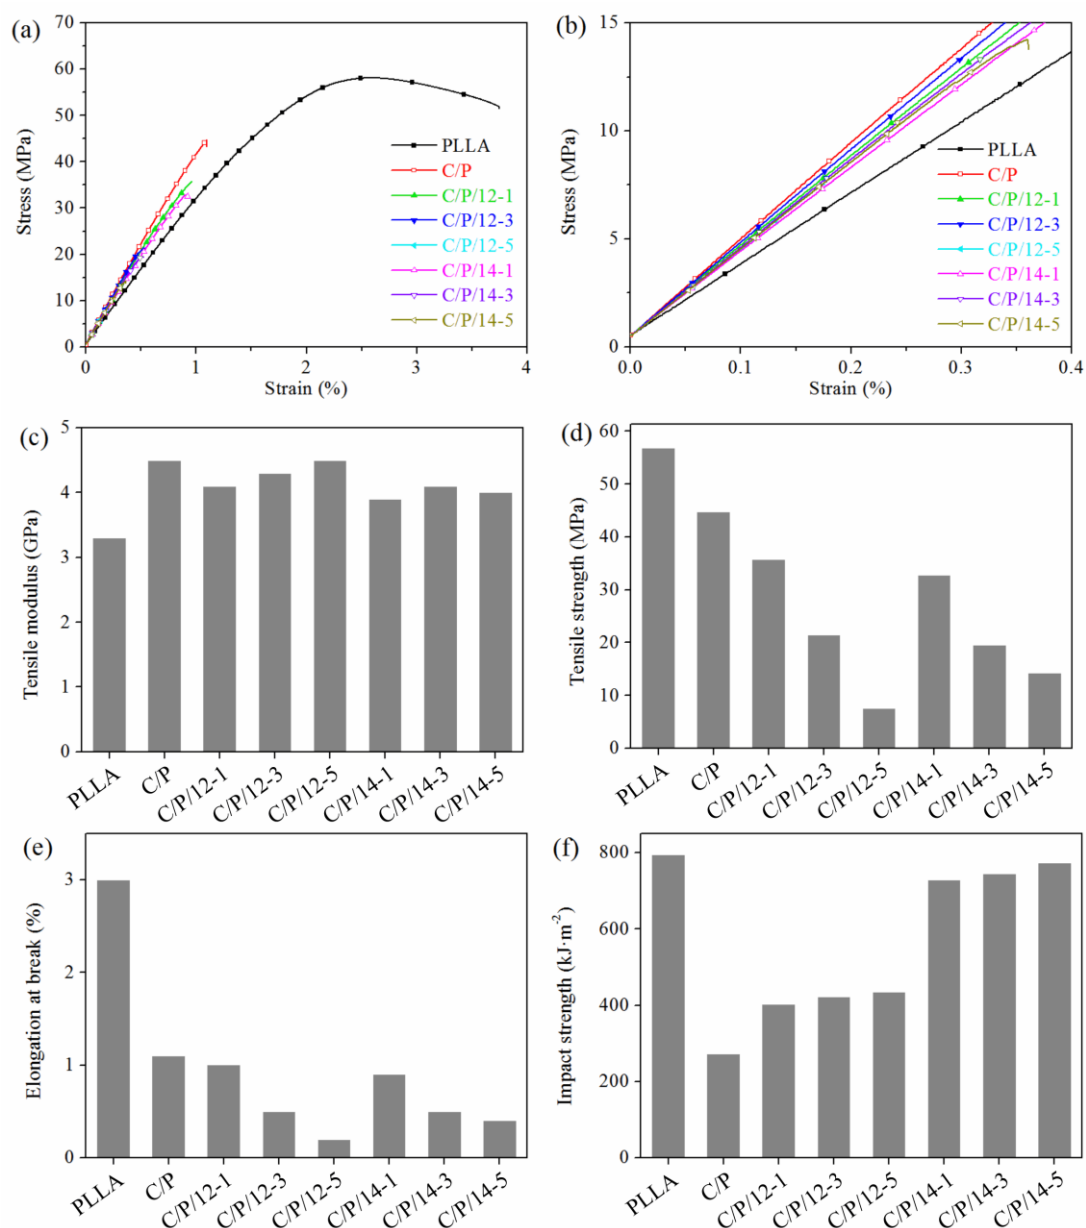 (a)
70
60
50
40
30
20
10
0
Stress (MPa)
0 1 2 3 4
Strain (%)
PLLA
C/P
C/P/12-1
C/P/12-3
C/P/12-5
C/P/14-1
C/P/14-3
C/P/14-5
(b)
15
10
5
0
Stress (MPa)
0.0 0.1 0.2 0.3 0.4
Strain (%)
PLLA
C/P
C/P/12-1
C/P/12-3
C/P/12-5
C/P/14-1
C/P/14-3
C/P/14-5
(c)
5
4
3
2
1
0
Tensile modulus (GPa)
PLLA
C/P
C/P/12-1
C/P/12-3
C/P/12-5
C/P/14-1
C/P/14-3
C/P/14-5
(d)
60
50
40
30
20
10
0
Tensile strength (MPa)
PLLA
C/P
C/P/12-1
C/P/12-3
C/P/12-5
C/P/14-1
C/P/14-3
C/P/14-5
(e)
3
2
1
0
Elongation at break (%)
PLLA
C/P
C/P/12-1
C/P/12-3
C/P/12-5
C/P/14-1
C/P/14-3
C/P/14-5
(f)
800
600
400
200
0
Impact strength (kJ·m⁻²)
PLLA
C/P
C/P/12-1
C/P/12-3
C/P/12-5
C/P/14-1
C/P/14-3
C/P/14-5